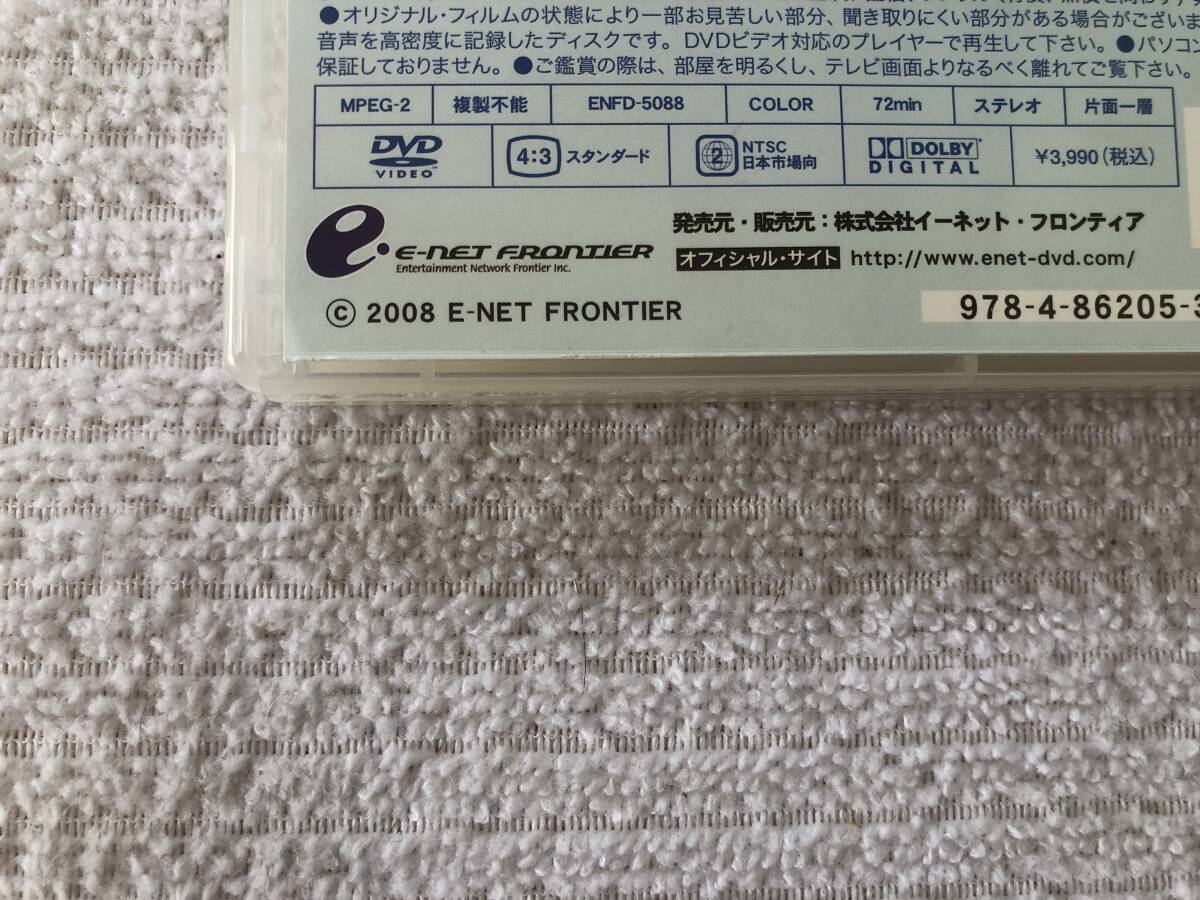 ●オリジナル・フィルムの状態により一部お見苦しい部分、聞き取りにくい部分がある場合がございま
音声を高密度に記録したディスクです。DVDビデオ対応のプレイヤーで再生して下さい。●パソコン
保証しておりません。●ご鑑賞の際は、部屋を明るくし、テレビ画面よりなるべく離れてご覧下さい。
MPEG-2 複製不能 ENFD-5088 COLOR 72min ステレオ 片面一層
DVD VIDEO 4:3 スタンダード 2 NTSC 日本市場向 DOLBY DIGITAL ¥3,990(税込)
e E-NET FRONTIER
Entertainment Network Frontier Inc.
発売元・販売元:株式会社イーネット・フロンティア
オフィシャル・サイト http://www.enet-dvd.com/
© 2008 E-NET FRONTIER
978-4-86205-3